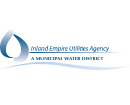 Inland Empire Utilities Agency
A MUNICIPAL WATER DISTRICT